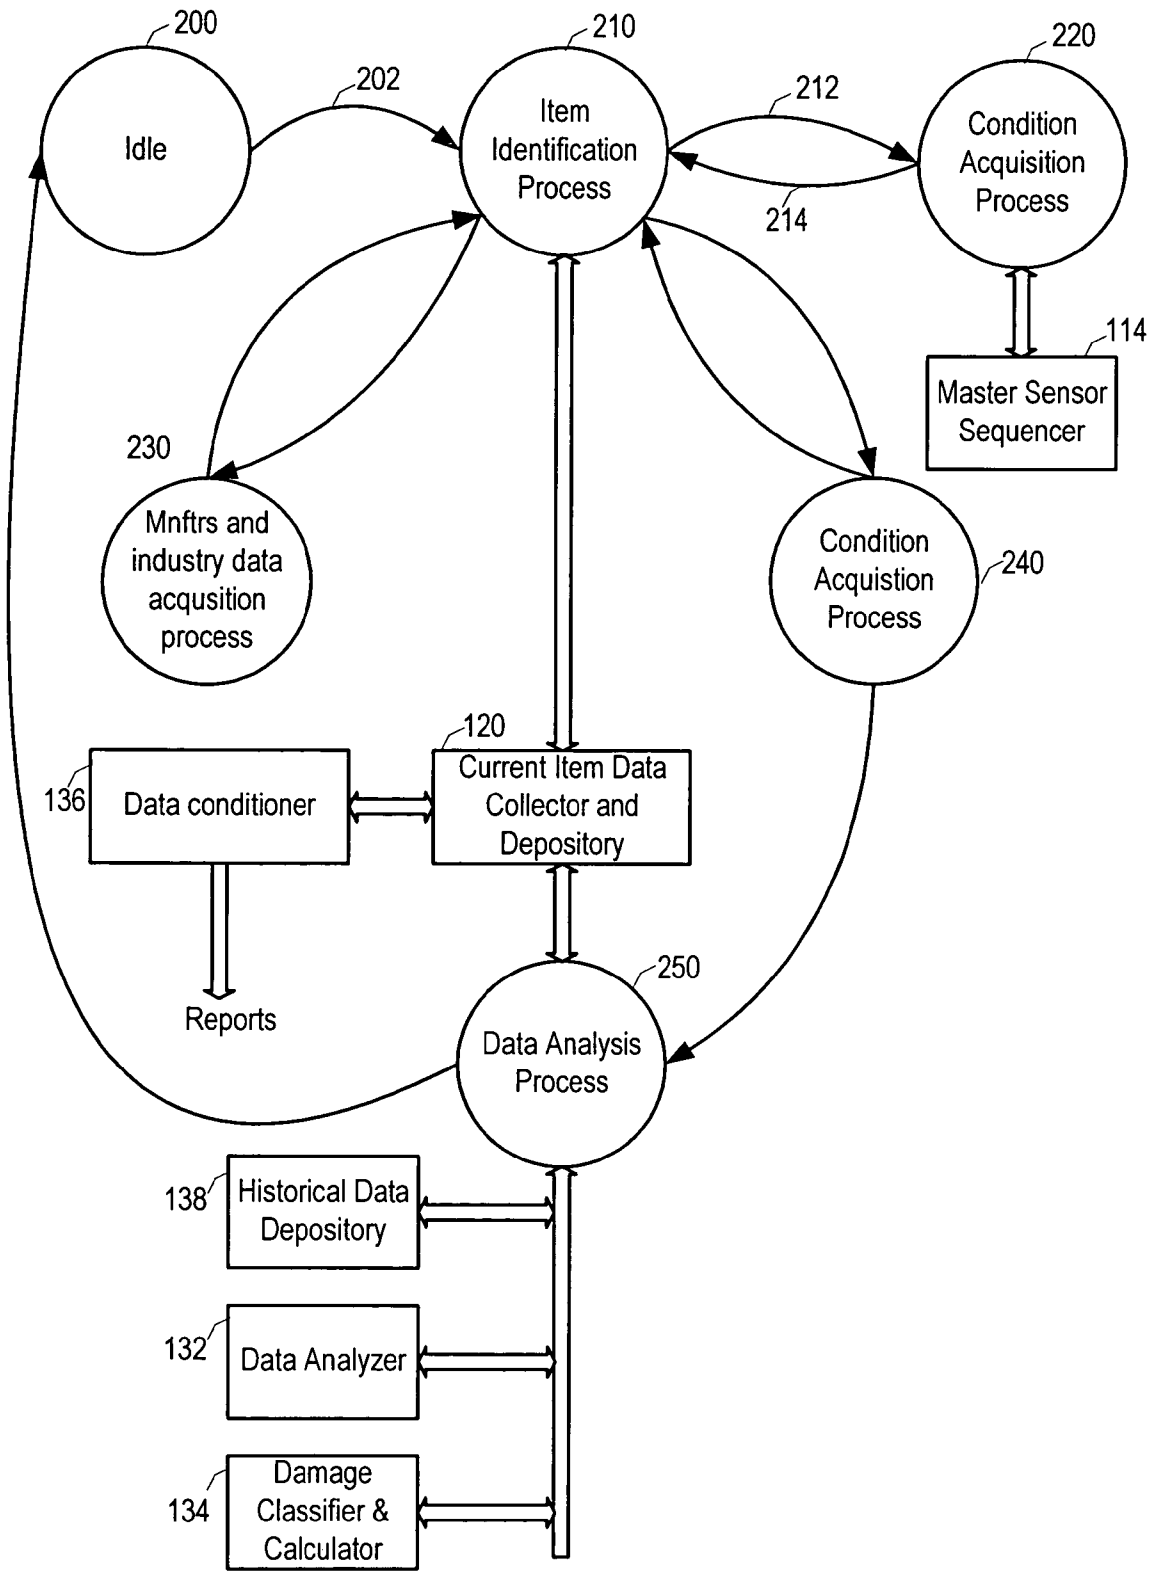 200
Idle
202
210
Item
Identification
Process
212
214
220
Condition
Acquisition
Process
114
Master Sensor
Sequencer
230
Mnftrs and
industry data
acqusition
process
Condition
Acquistion
Process
240
136
Data conditioner
120
Current Item Data
Collector and
Depository
Reports
250
Data Analysis
Process
138
Historical Data
Depository
132
Data Analyzer
134
Damage
Classifier &
Calculator